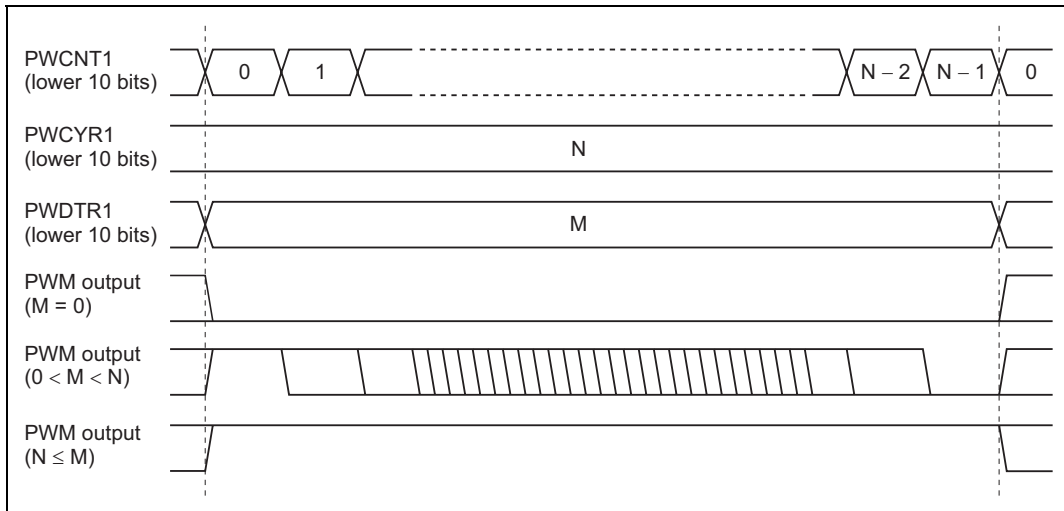 PWCNT1
(lower 10 bits)
0 1 N – 2 N – 1 0
PWCYR1
(lower 10 bits)
N
PWDTR1
(lower 10 bits)
M
PWM output
(M = 0)
PWM output
(0 < M < N)
PWM output
(N ≤ M)